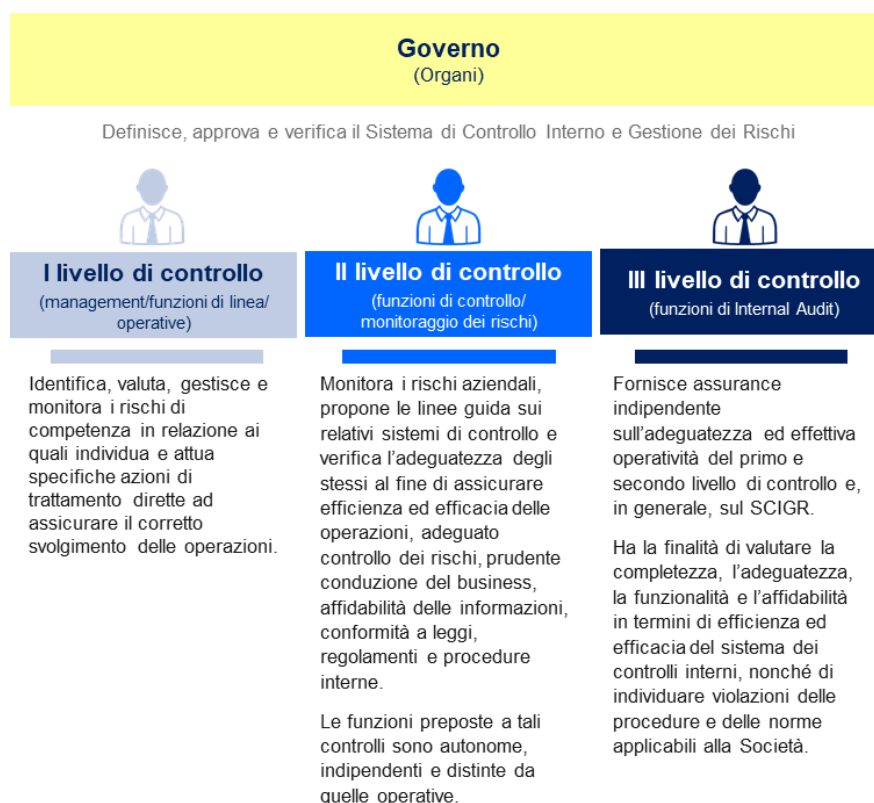 Governo
(Organi)
Definisce, approva e verifica il Sistema di Controllo Interno e Gestione dei Rischi
I livello di controllo
(management/funzioni di linea/
operative)
Identifica, valuta, gestisce e
monitora i rischi di
competenza in relazione ai
quali individua e attua
specifiche azioni di
trattamento dirette ad
assicurare il corretto
svolgimento delle operazioni.
II livello di controllo
(funzioni di controllo/
monitoraggio dei rischi)
Monitora i rischi aziendali,
propone le linee guida sui
relativi sistemi di controllo e
verifica l'adeguatezza degli
stessi al fine di assicurare
efficienza ed efficacia delle
operazioni, adeguato
controllo dei rischi, prudente
conduzione del business,
affidabilità delle informazioni,
conformità a leggi,
regolamenti e procedure
interne.
Le funzioni preposte a tali
controlli sono autonome,
indipendenti e distinte da
quelle operative.
III livello di controllo
(funzioni di Internal Audit)
Fornisce assurance
indipendente
sull'adeguatezza ed effettiva
operatività del primo e
secondo livello di controllo e,
in generale, sul SCIGR.
Ha la finalità di valutare la
completezza, l'adeguatezza,
la funzionalità e l'affidabilità
in termini di efficienza ed
efficacia del sistema dei
controlli interni, nonché di
individuare violazioni delle
procedure e delle norme
applicabili alla Società.